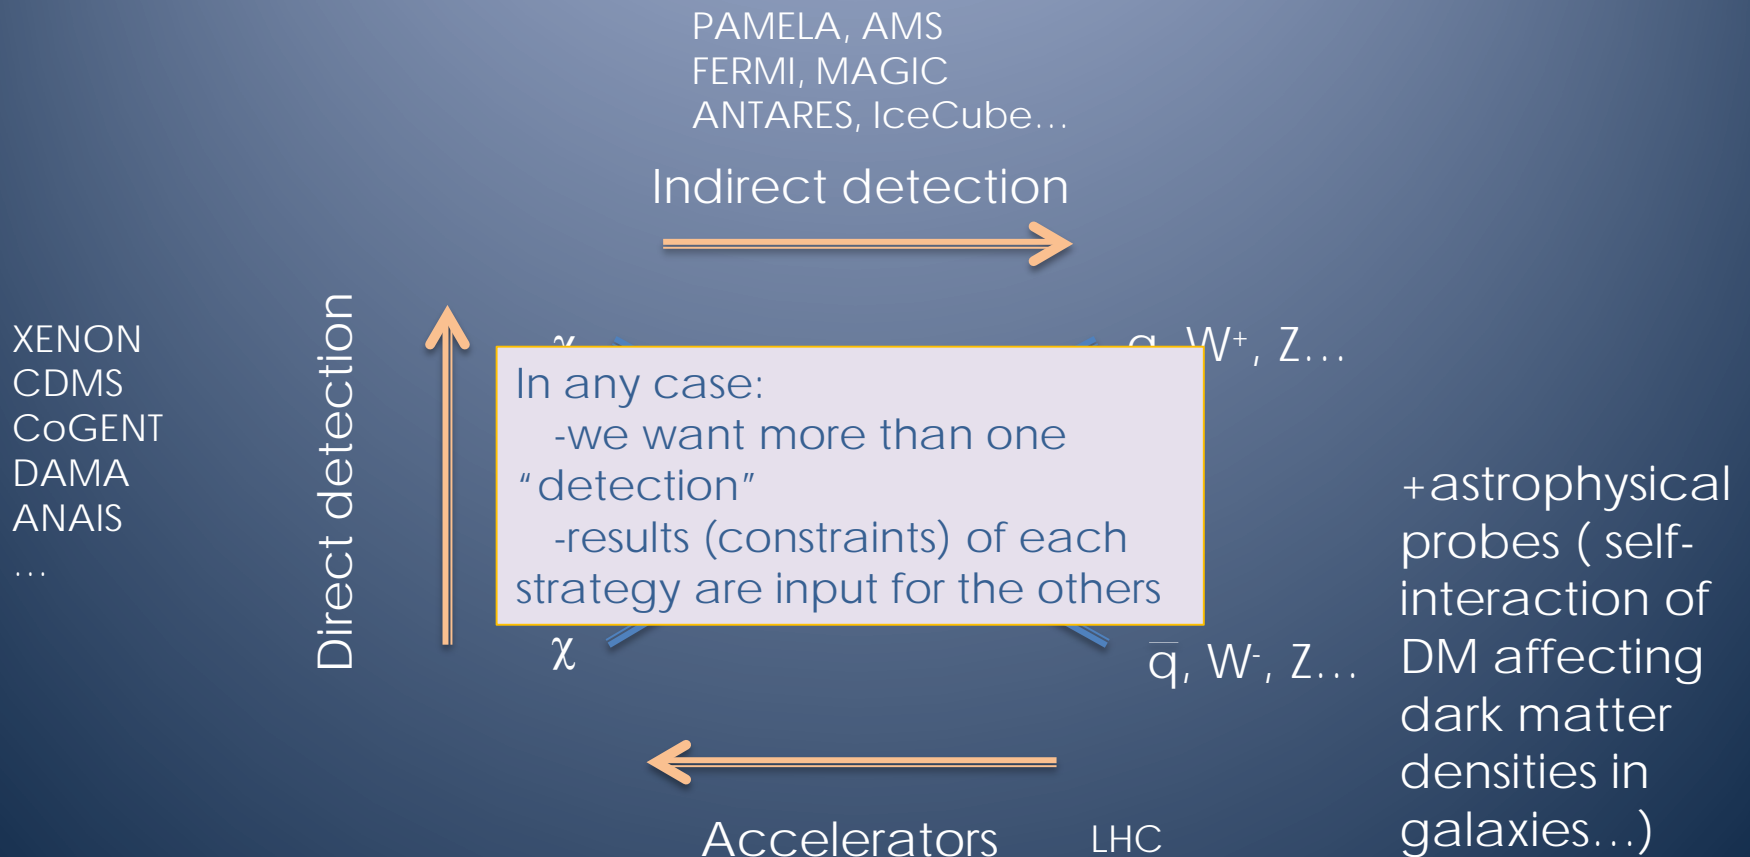 PAMELA, AMS
FERMI, MAGIC
ANTARES, IceCube…
Indirect detection
XENON
CDMS
CoGENT
DAMA
ANAIS
…
Direct detection
χ
q, W⁺, Z…
In any case:
-we want more than one
“detection”
-results (constraints) of each
strategy are input for the others
χ
q̅, W⁻, Z…
+astrophysical
probes ( self-
interaction of
DM affecting
dark matter
densities in
galaxies…)
Accelerators
LHC